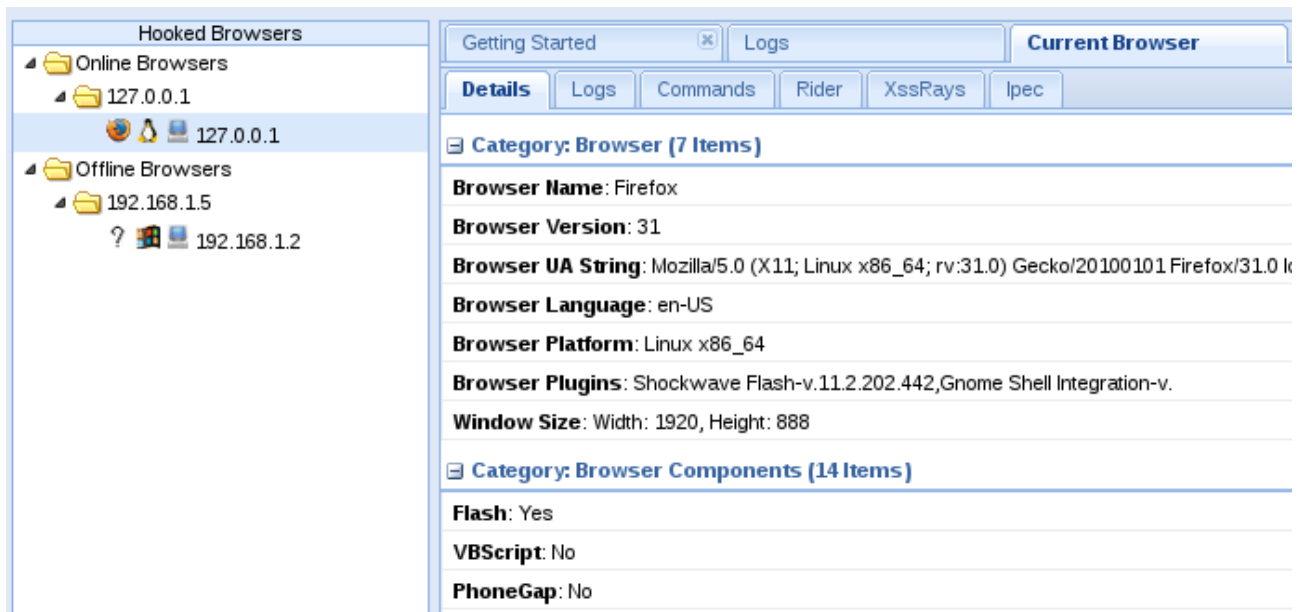 Hooked Browsers
Online Browsers
127.0.0.1
127.0.0.1
Offline Browsers
192.168.1.5
? 192.168.1.2
Getting Started Logs Current Browser
Details Logs Commands Rider XssRays Ipec
Category: Browser (7 Items)
Browser Name: Firefox
Browser Version: 31
Browser UA String: Mozilla/5.0 (X11; Linux x86_64; rv:31.0) Gecko/20100101 Firefox/31.0
Browser Language: en-US
Browser Platform: Linux x86_64
Browser Plugins: Shockwave Flash-v.11.2.202.442,Gnome Shell Integration-v.
Window Size: Width: 1920, Height: 888
Category: Browser Components (14 Items)
Flash: Yes
VBScript: No
PhoneGap: No